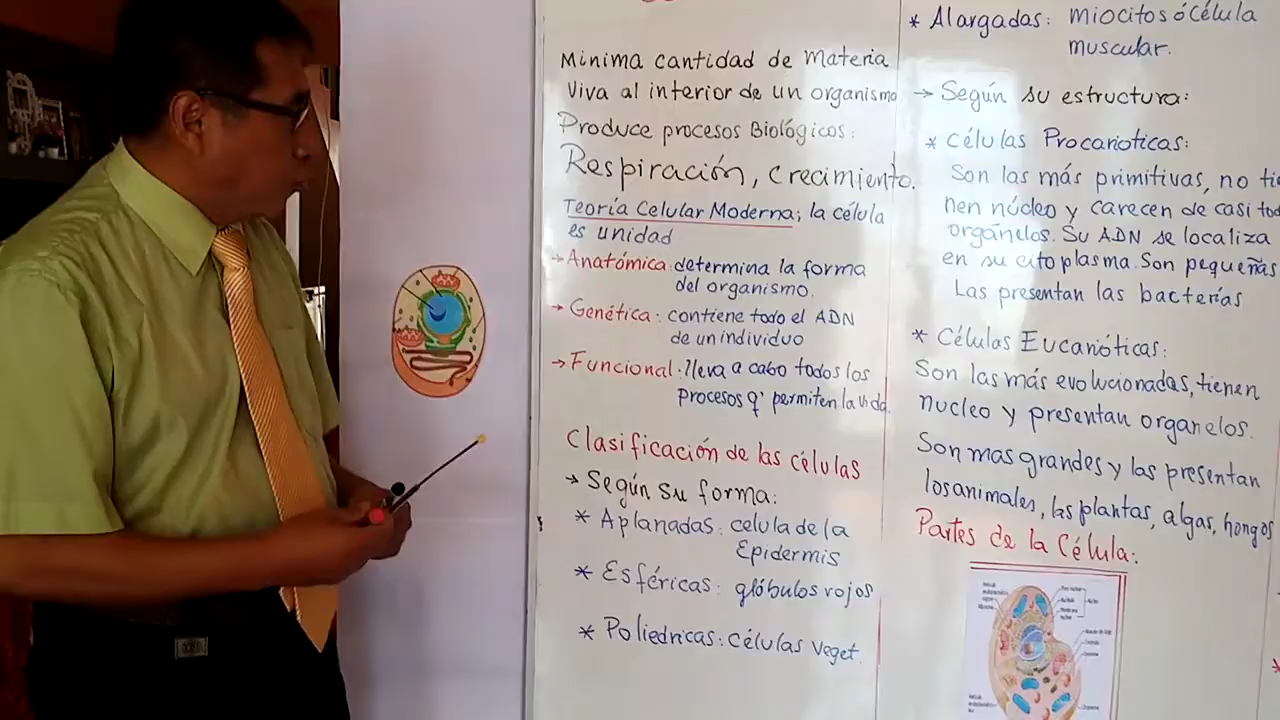 Minima cantidad de Materia
Viva al interior de un organismo
Produce procesos Biológicos:
Respiración, crecimiento.
Teoría Celular Moderna; la célula
es unidad
→ Anatómica: determina la forma
del organismo.
→ Genética: contiene todo el ADN
de un individuo
→ Funcional: lleva a cabo todos los
Procesos q' permiten la vida.
Clasificación de las células
→ Según su forma:
* Aplanadas: celula de la
Epidermis
* Esféricas: glóbulos rojos
* Poliedricas: células veget.
* Alargadas: miocitos ó célula
muscular.
→ Según su estructura:
* Células Procarióticas:
Son las más primitivas, no tie
nen núcleo y carecen de casi tod
orgánelos. Su ADN se localiza
en su citoplasma. Son pequeñas
Las presentan las bacterias
* Células Eucarióticas:
Son las más evolucionadas, tienen
nucleo y presentan organelos.
Son mas grandes y las presentan
los animales, las plantas, algas, hongos
Partes de la Célula: